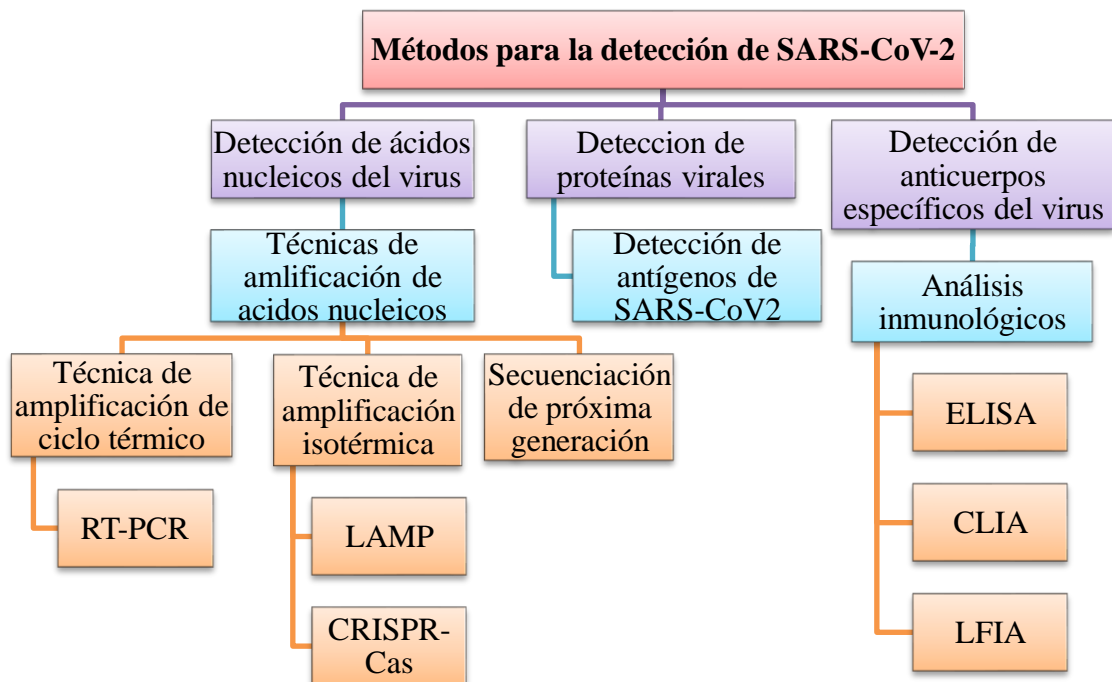 Métodos para la detección de SARS-CoV-2
Detección de ácidos
nucleicos del virus
Deteccion de
proteínas virales
Detección de
anticuerpos
específicos del virus
Técnicas de
amlificación de
acidos nucleicos
Detección de
antígenos de
SARS-CoV2
Análisis
inmunológicos
Técnica de
amplificación de
ciclo térmico
Técnica de
amplificación
isotérmica
Secuenciación
de próxima
generación
ELISA
RT-PCR
LAMP
CLIA
CRISPR-
Cas
LFIA